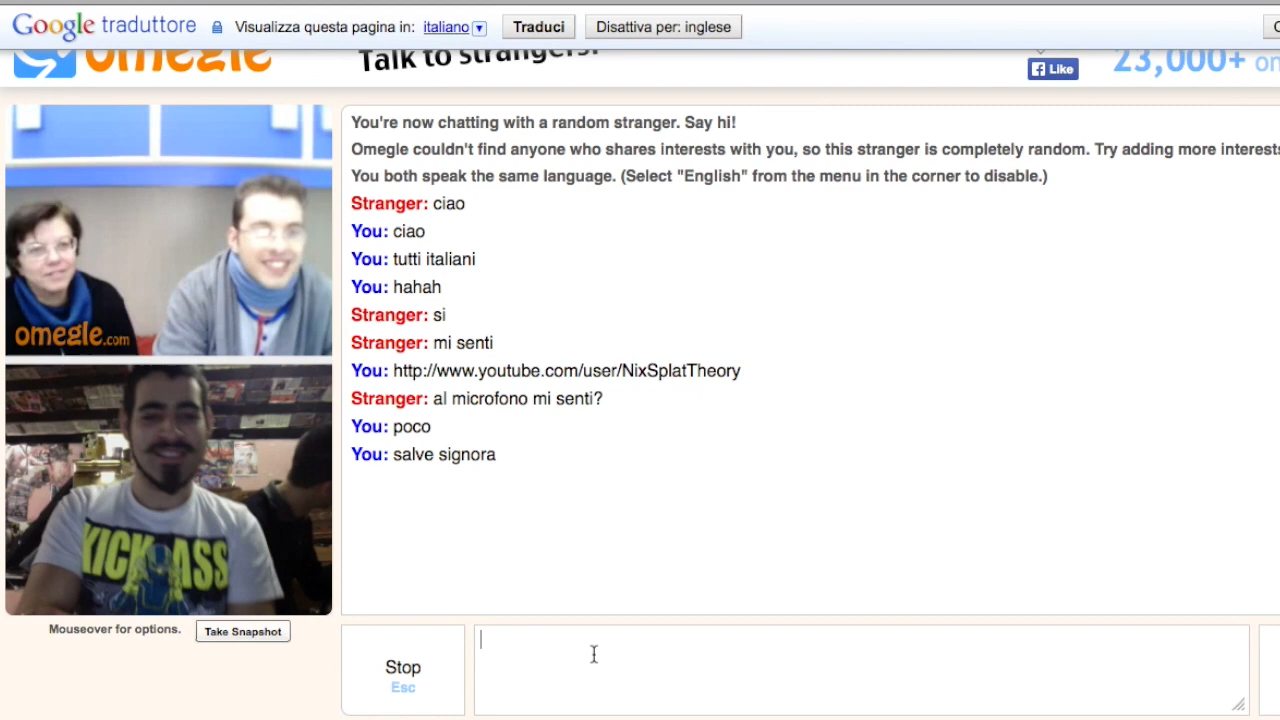 Google traduttore Visualizza questa pagina in: italiano Traduci Disattiva per: inglese
omegle Talk to strangers! Like 23,000+
You're now chatting with a random stranger. Say hi!
Omegle couldn't find anyone who shares interests with you, so this stranger is completely random. Try adding more interests
You both speak the same language. (Select "English" from the menu in the corner to disable.)
Stranger: ciao
You: ciao
You: tutti italiani
You: hahah
Stranger: si
Stranger: mi senti
You: http://www.youtube.com/user/NixSplatTheory
Stranger: al microfono mi senti?
You: poco
You: salve signora
omegle.com
KICK ASS
Mouseover for options. Take Snapshot
Stop
Esc